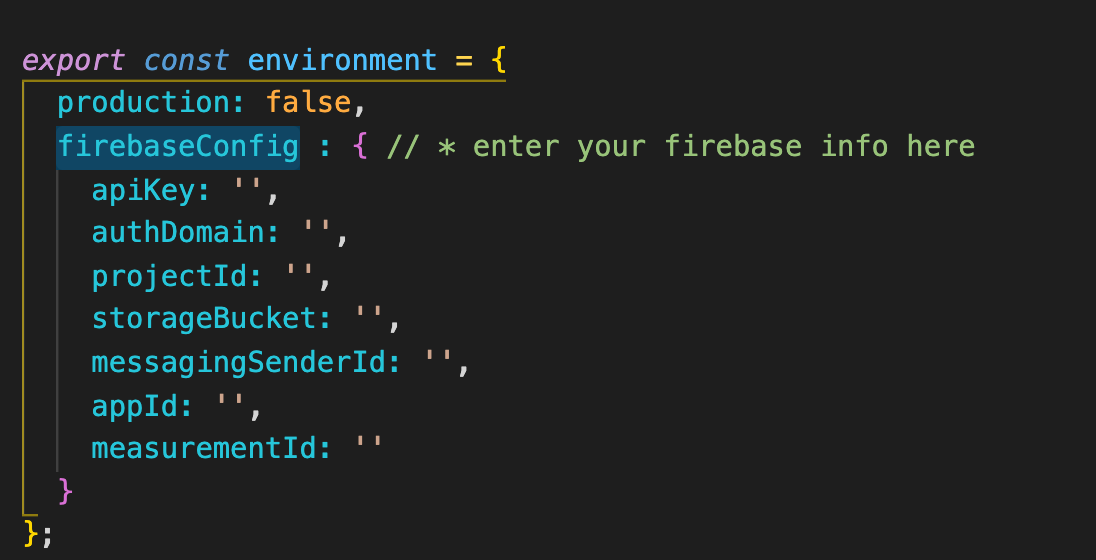 export const environment = {
production: false,
firebaseConfig : { // * enter your firebase info here
apiKey: '',
authDomain: '',
projectId: '',
storageBucket: '',
messagingSenderId: '',
appId: '',
measurementId: ''
}
};